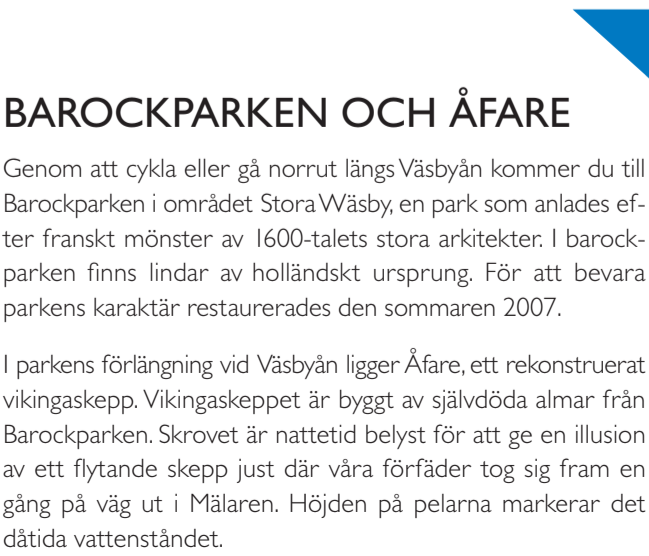 BAROCKPARKEN OCH ÅFARE
Genom att cykla eller gå norrut längs Väsbyån kommer du till
Barockparken i området Stora Wäsby, en park som anlades ef-
ter franskt mönster av 1600-talets stora arkitekter. I barock-
parken finns lindar av holländskt ursprung. För att bevara
parkens karaktär restaurerades den sommaren 2007.
I parkens förlängning vid Väsbyån ligger Åfare, ett rekonstruerat
vikingaskepp. Vikingaskeppet är byggt av självdöda almar från
Barockparken. Skrovet är nattetid belyst för att ge en illusion
av ett flytande skepp just där våra förfäder tog sig fram en
gång på väg ut i Mälaren. Höjden på pelarna markerar det
dåtida vattenståndet.